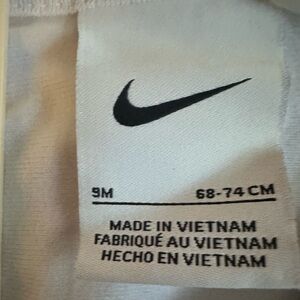 9M 68-74 CM
MADE IN VIETNAM
FABRIQUÉ AU VIETNAM
HECHO EN VIETNAM